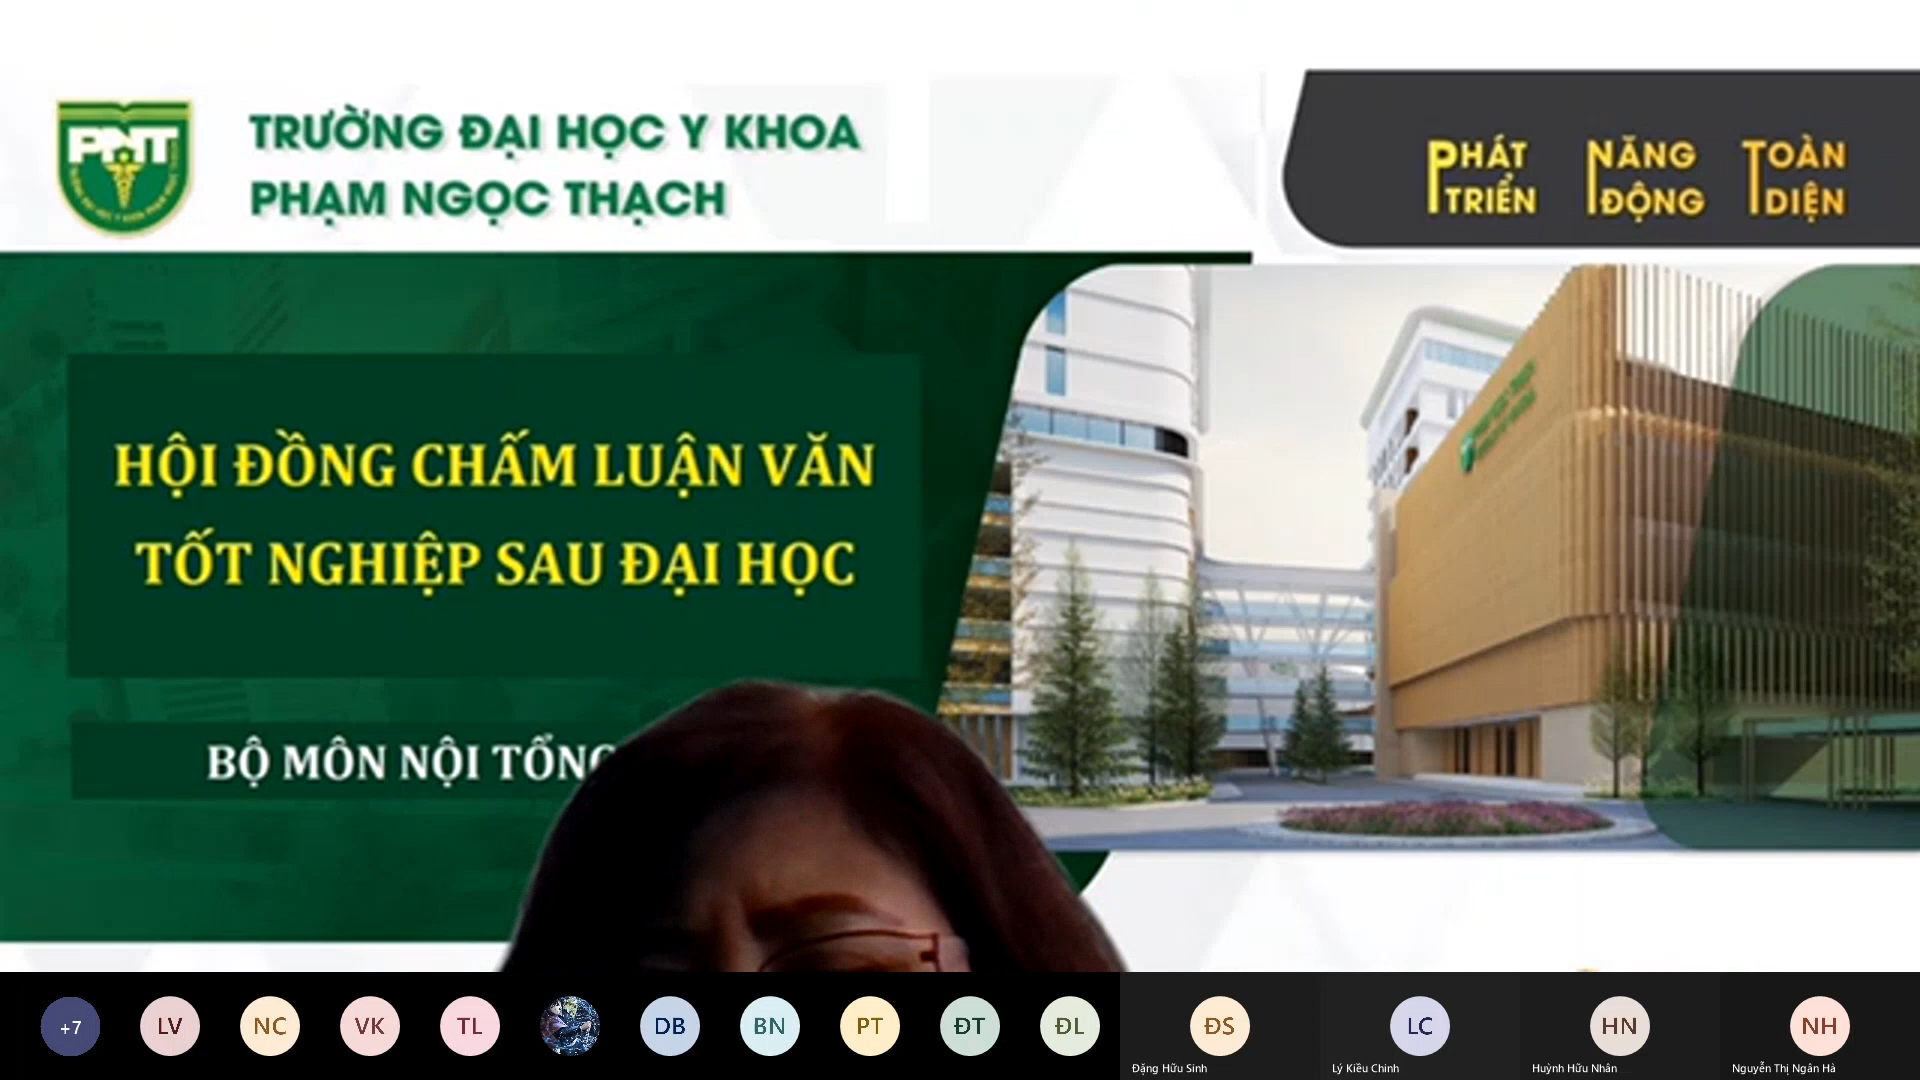 PNT
TRƯỜNG ĐẠI HỌC Y KHOA
PHẠM NGỌC THẠCH
PHÁT TRIỂN
NĂNG ĐỘNG
TOÀN DIỆN
HỘI ĐỒNG CHẤM LUẬN VĂN
TỐT NGHIỆP SAU ĐẠI HỌC
BỘ MÔN NỘI TỔNG
+7
LV
NC
VK
TL
DB
BN
PT
ĐT
ĐL
ĐS
LC
HN
NH
Đặng Hữu Sinh
Lý Kiều Chinh
Huỳnh Hữu Nhân
Nguyễn Thị Ngân Hà